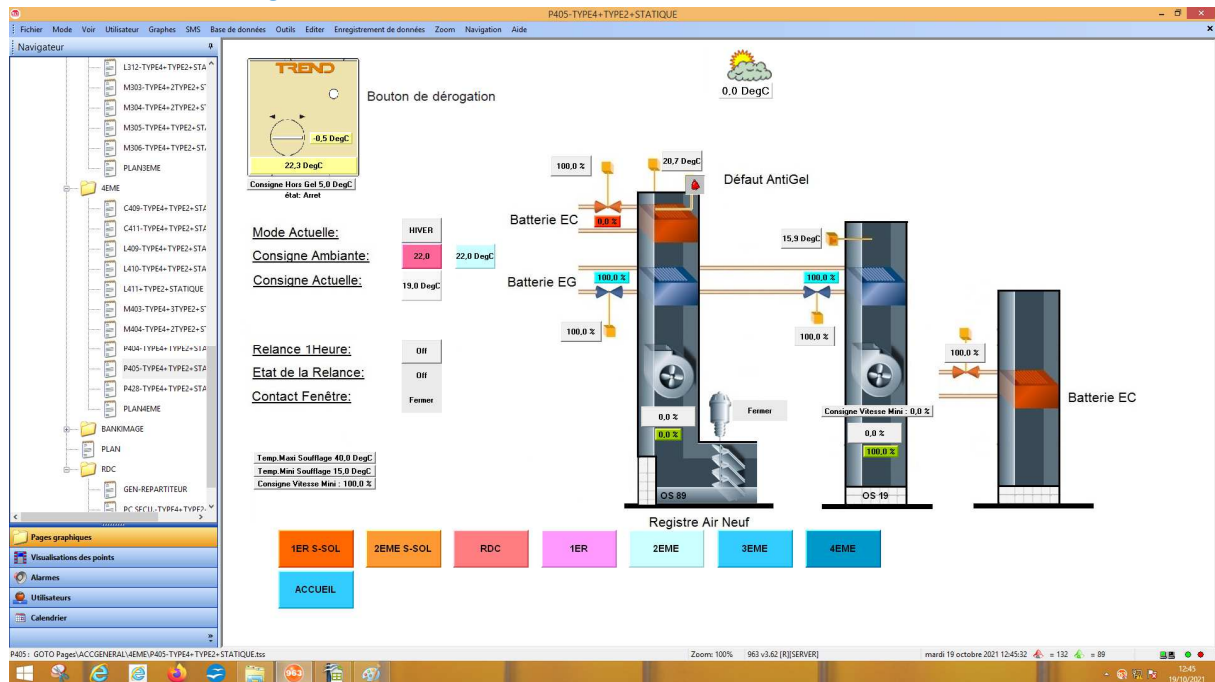 P405-TYPE4+TYPE2+STATIQUE
Fichier Mode Voir Utilisateur Graphes SMS Base de données Outils Editer Enregistrement de données Zoom Navigation Aide
Navigateur
L312-TYPE4+TYPE2+STA
M303-TYPE4+2TYPE2+S
M304-TYPE4+2TYPE2+S
M305-TYPE4+TYPE2+ST
M306-TYPE4+TYPE2+ST
PLAN3EME
4EME
C409-TYPE4+TYPE2+STA
C411-TYPE4+TYPE2+STA
L409-TYPE4+TYPE2+STA
L410-TYPE4+TYPE2+STA
L411+TYPE2+STATIQUE
M403-TYPE4+3TYPE2+S
M404-TYPE4+2TYPE2+S
P404-TYPE4+TYPE2+STA
P405-TYPE4+TYPE2+STA
P428-TYPE4+TYPE2+STA
PLAN4EME
BANKIMAGE
PLAN
RDC
GEN-REPARTITEUR
PC SECU.-TYPE4+TYPE2-
Pages graphiques
Visualisations des points
Alarmes
Utilisateurs
Calendrier
TREND
Bouton de dérogation
-0,5 DegC
22,3 DegC
Consigne Hors Gel 5,0 DegC
état: Arret
0,0 DegC
Mode Actuelle: HIVER
Consigne Ambiante: 22,0 22,0 DegC
Consigne Actuelle: 19,0 DegC
Relance 1Heure: Off
Etat de la Relance: Off
Contact Fenêtre: Fermer
Temp.Maxi Soufflage 40,0 DegC
Temp.Mini Soufflage 15,0 DegC
Consigne Vitesse Mini : 100,0 %
100,0 % 20,7 DegC
Défaut AntiGel
Batterie EC 0,0 %
15,9 DegC
Batterie EG 100,0 % 100,0 %
100,0 % 100,0 %
100,0 %
Batterie EC
0,0 % Fermer Consigne Vitesse Mini : 0,0 %
0,0 % 0,0 %
100,0 %
OS 89 OS 19
Registre Air Neuf
1ER S-SOL 2EME S-SOL RDC 1ER 2EME 3EME 4EME
ACCUEIL
P405 : GOTO Pages\ACCGENERAL\4EME\P405-TYPE4+TYPE2+STATIQUE.tss Zoom: 100% 963 v3.62 [R][SERVER] mardi 19 octobre 2021 12:45:32 = 132 = 89
963
12:45
19/10/2021